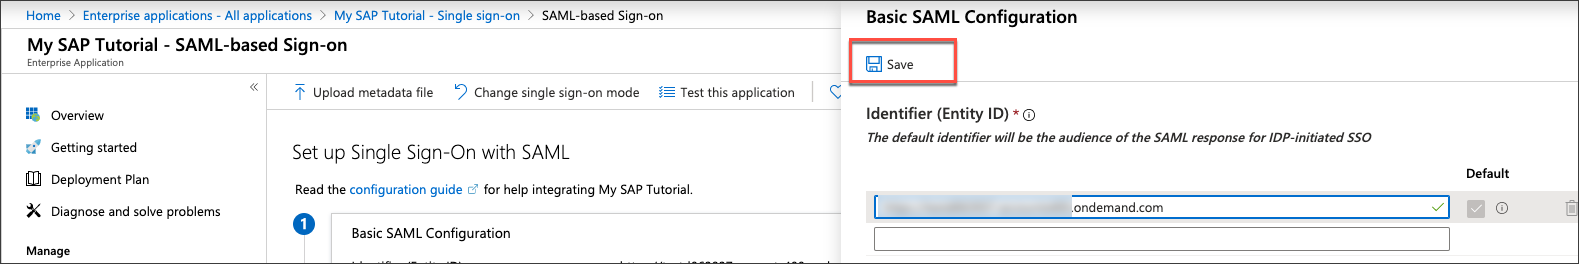 Home > Enterprise applications - All applications > My SAP Tutorial - Single sign-on > SAML-based Sign-on
My SAP Tutorial - SAML-based Sign-on
Enterprise Application
«
Overview
Getting started
Deployment Plan
Diagnose and solve problems
Manage
Upload metadata file
Change single sign-on mode
Test this application
Set up Single Sign-On with SAML
Read the configuration guide for help integrating My SAP Tutorial.
1
Basic SAML Configuration
Basic SAML Configuration
Save
Identifier (Entity ID) *
The default identifier will be the audience of the SAML response for IDP-initiated SSO
Default
.ondemand.com